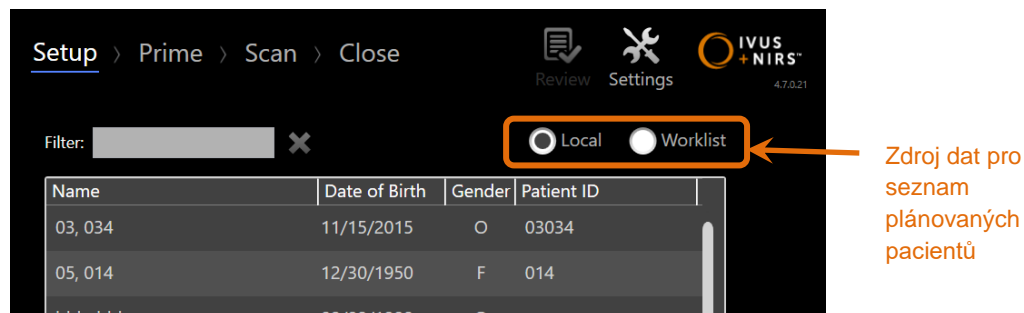 Setup > Prime > Scan > Close
Review Settings
IVUS
+NIRS™
4.7.0.21
Filter:
Local Worklist
Name Date of Birth Gender Patient ID
03, 034 11/15/2015 O 03034
05, 014 12/30/1950 F 014
Zdroj dat pro
seznam
plánovaných
pacientů